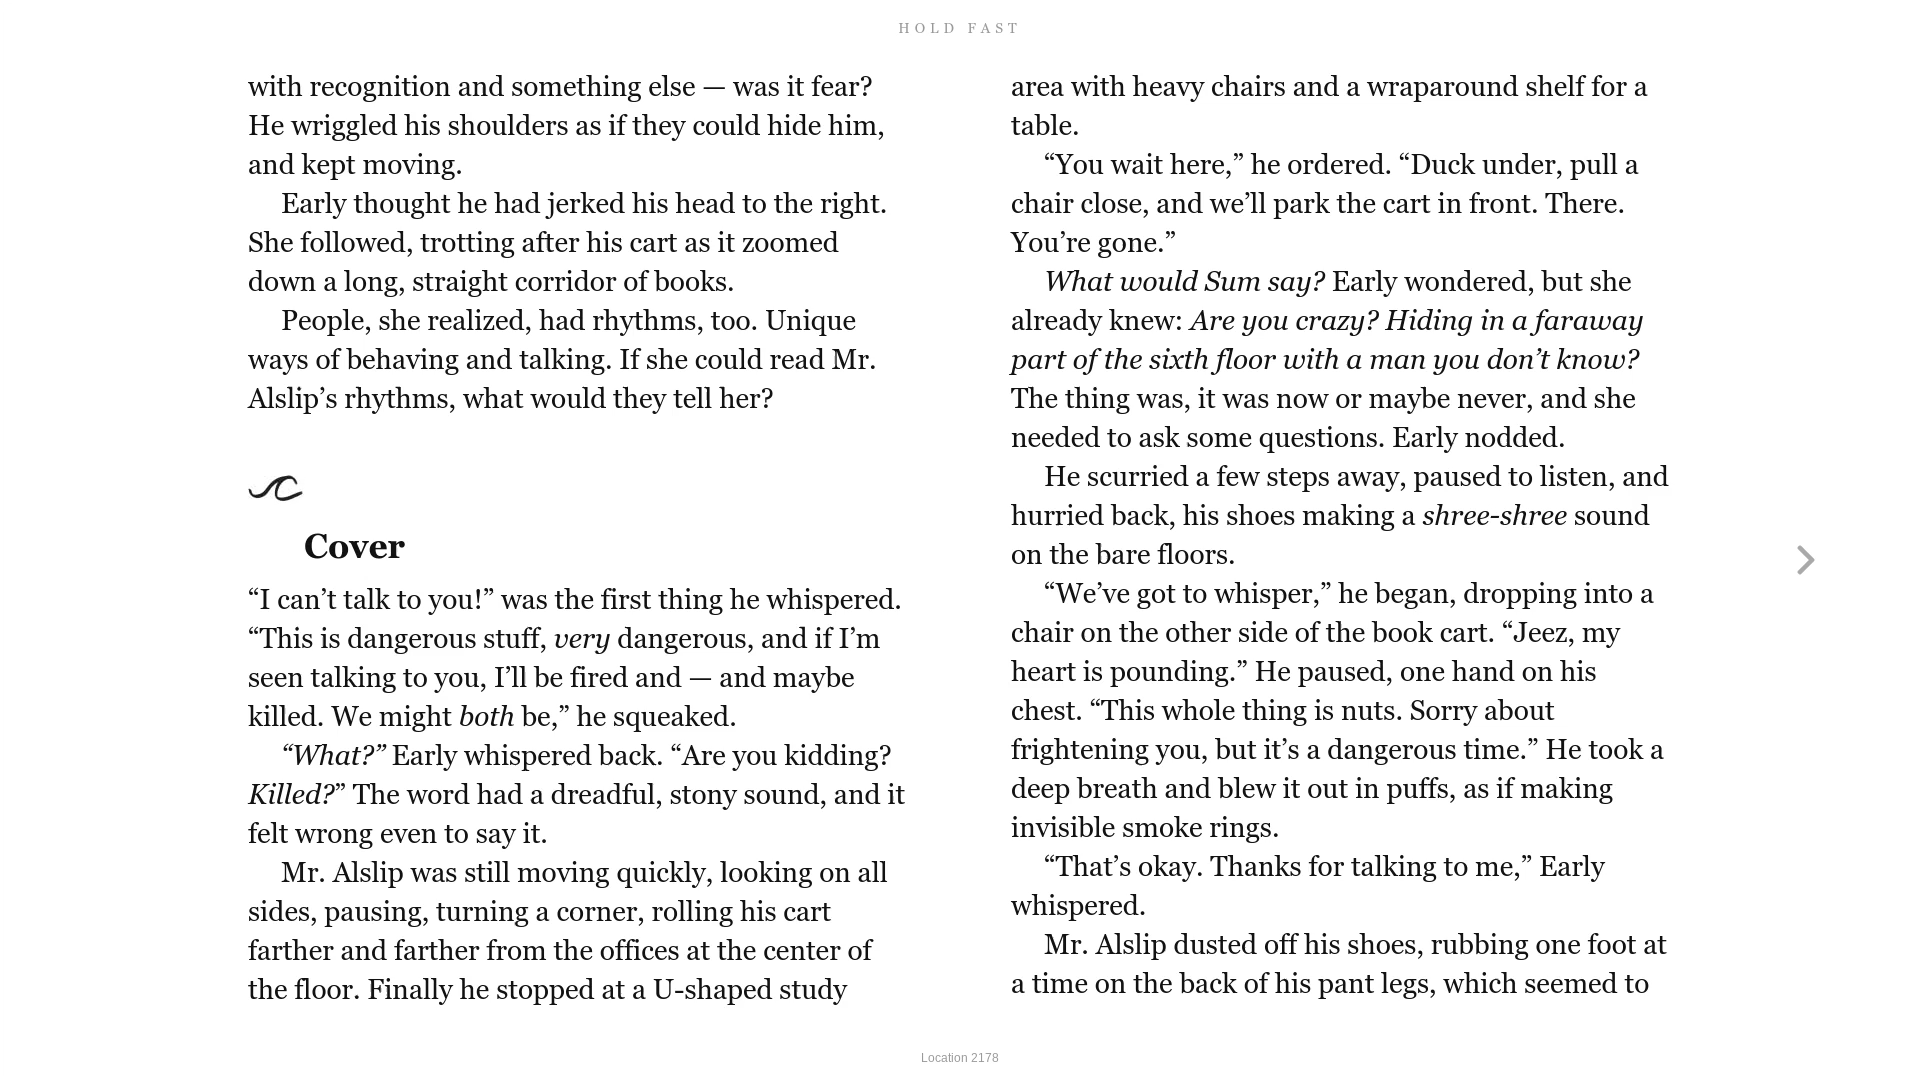 HOLD FAST
with recognition and something else — was it fear?
He wriggled his shoulders as if they could hide him,
and kept moving.
Early thought he had jerked his head to the right.
She followed, trotting after his cart as it zoomed
down a long, straight corridor of books.
People, she realized, had rhythms, too. Unique
ways of behaving and talking. If she could read Mr.
Alslip’s rhythms, what would they tell her?
Cover
“I can’t talk to you!” was the first thing he whispered.
“This is dangerous stuff, very dangerous, and if I’m
seen talking to you, I’ll be fired and — and maybe
killed. We might both be,” he squeaked.
“What?” Early whispered back. “Are you kidding?
Killed?” The word had a dreadful, stony sound, and it
felt wrong even to say it.
Mr. Alslip was still moving quickly, looking on all
sides, pausing, turning a corner, rolling his cart
farther and farther from the offices at the center of
the floor. Finally he stopped at a U-shaped study
area with heavy chairs and a wraparound shelf for a
table.
“You wait here,” he ordered. “Duck under, pull a
chair close, and we’ll park the cart in front. There.
You’re gone.”
What would Sum say? Early wondered, but she
already knew: Are you crazy? Hiding in a faraway
part of the sixth floor with a man you don’t know?
The thing was, it was now or maybe never, and she
needed to ask some questions. Early nodded.
He scurried a few steps away, paused to listen, and
hurried back, his shoes making a shree-shree sound
on the bare floors.
“We’ve got to whisper,” he began, dropping into a
chair on the other side of the book cart. “Jeez, my
heart is pounding.” He paused, one hand on his
chest. “This whole thing is nuts. Sorry about
frightening you, but it’s a dangerous time.” He took a
deep breath and blew it out in puffs, as if making
invisible smoke rings.
“That’s okay. Thanks for talking to me,” Early
whispered.
Mr. Alslip dusted off his shoes, rubbing one foot at
a time on the back of his pant legs, which seemed to
Location 2178